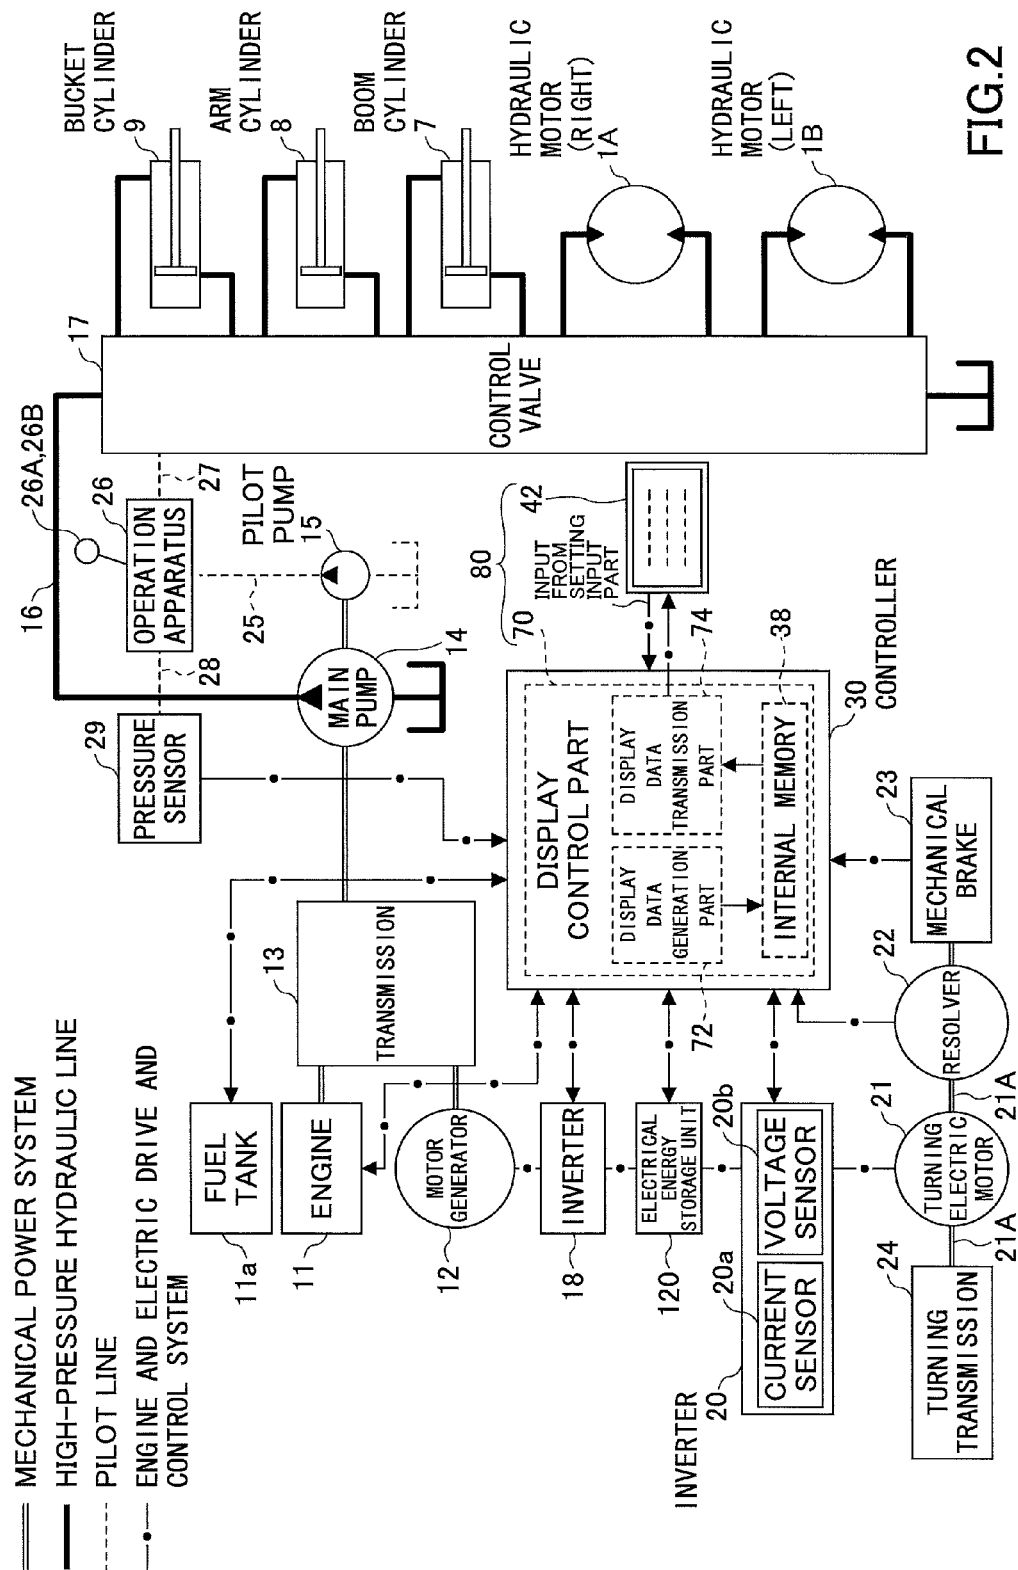 MECHANICAL POWER SYSTEM
HIGH-PRESSURE HYDRAULIC LINE
PILOT LINE
ENGINE AND ELECTRIC DRIVE AND
CONTROL SYSTEM
BUCKET
CYLINDER
9
ARM
CYLINDER
8
BOOM
CYLINDER
7
HYDRAULIC
MOTOR
(RIGHT)
1A
HYDRAULIC
MOTOR
(LEFT)
1B
17
CONTROL
VALVE
16
26A,26B
26
OPERATION
APPARATUS
27
28
25
PILOT
PUMP
15
29
PRESSURE
SENSOR
MAIN
PUMP
14
13
TRANSMISSION
FUEL
TANK
11a
ENGINE
11
MOTOR
GENERATOR
12
INVERTER
18
ELECTRICAL
ENERGY
STORAGE UNIT
120
INVERTER
20
20a
CURRENT
SENSOR
20b
VOLTAGE
SENSOR
80
42
INPUT
FROM
SETTING
INPUT
PART
70
DISPLAY
CONTROL PART
DISPLAY
DATA
GENERATION
PART
72
DISPLAY
DATA
TRANSMISSION
PART
74
INTERNAL MEMORY
38
30
CONTROLLER
23
MECHANICAL
BRAKE
22
RESOLVER
21A
21
TURNING
ELECTRIC
MOTOR
21A
24
TURNING
TRANSMISSION
FIG.2